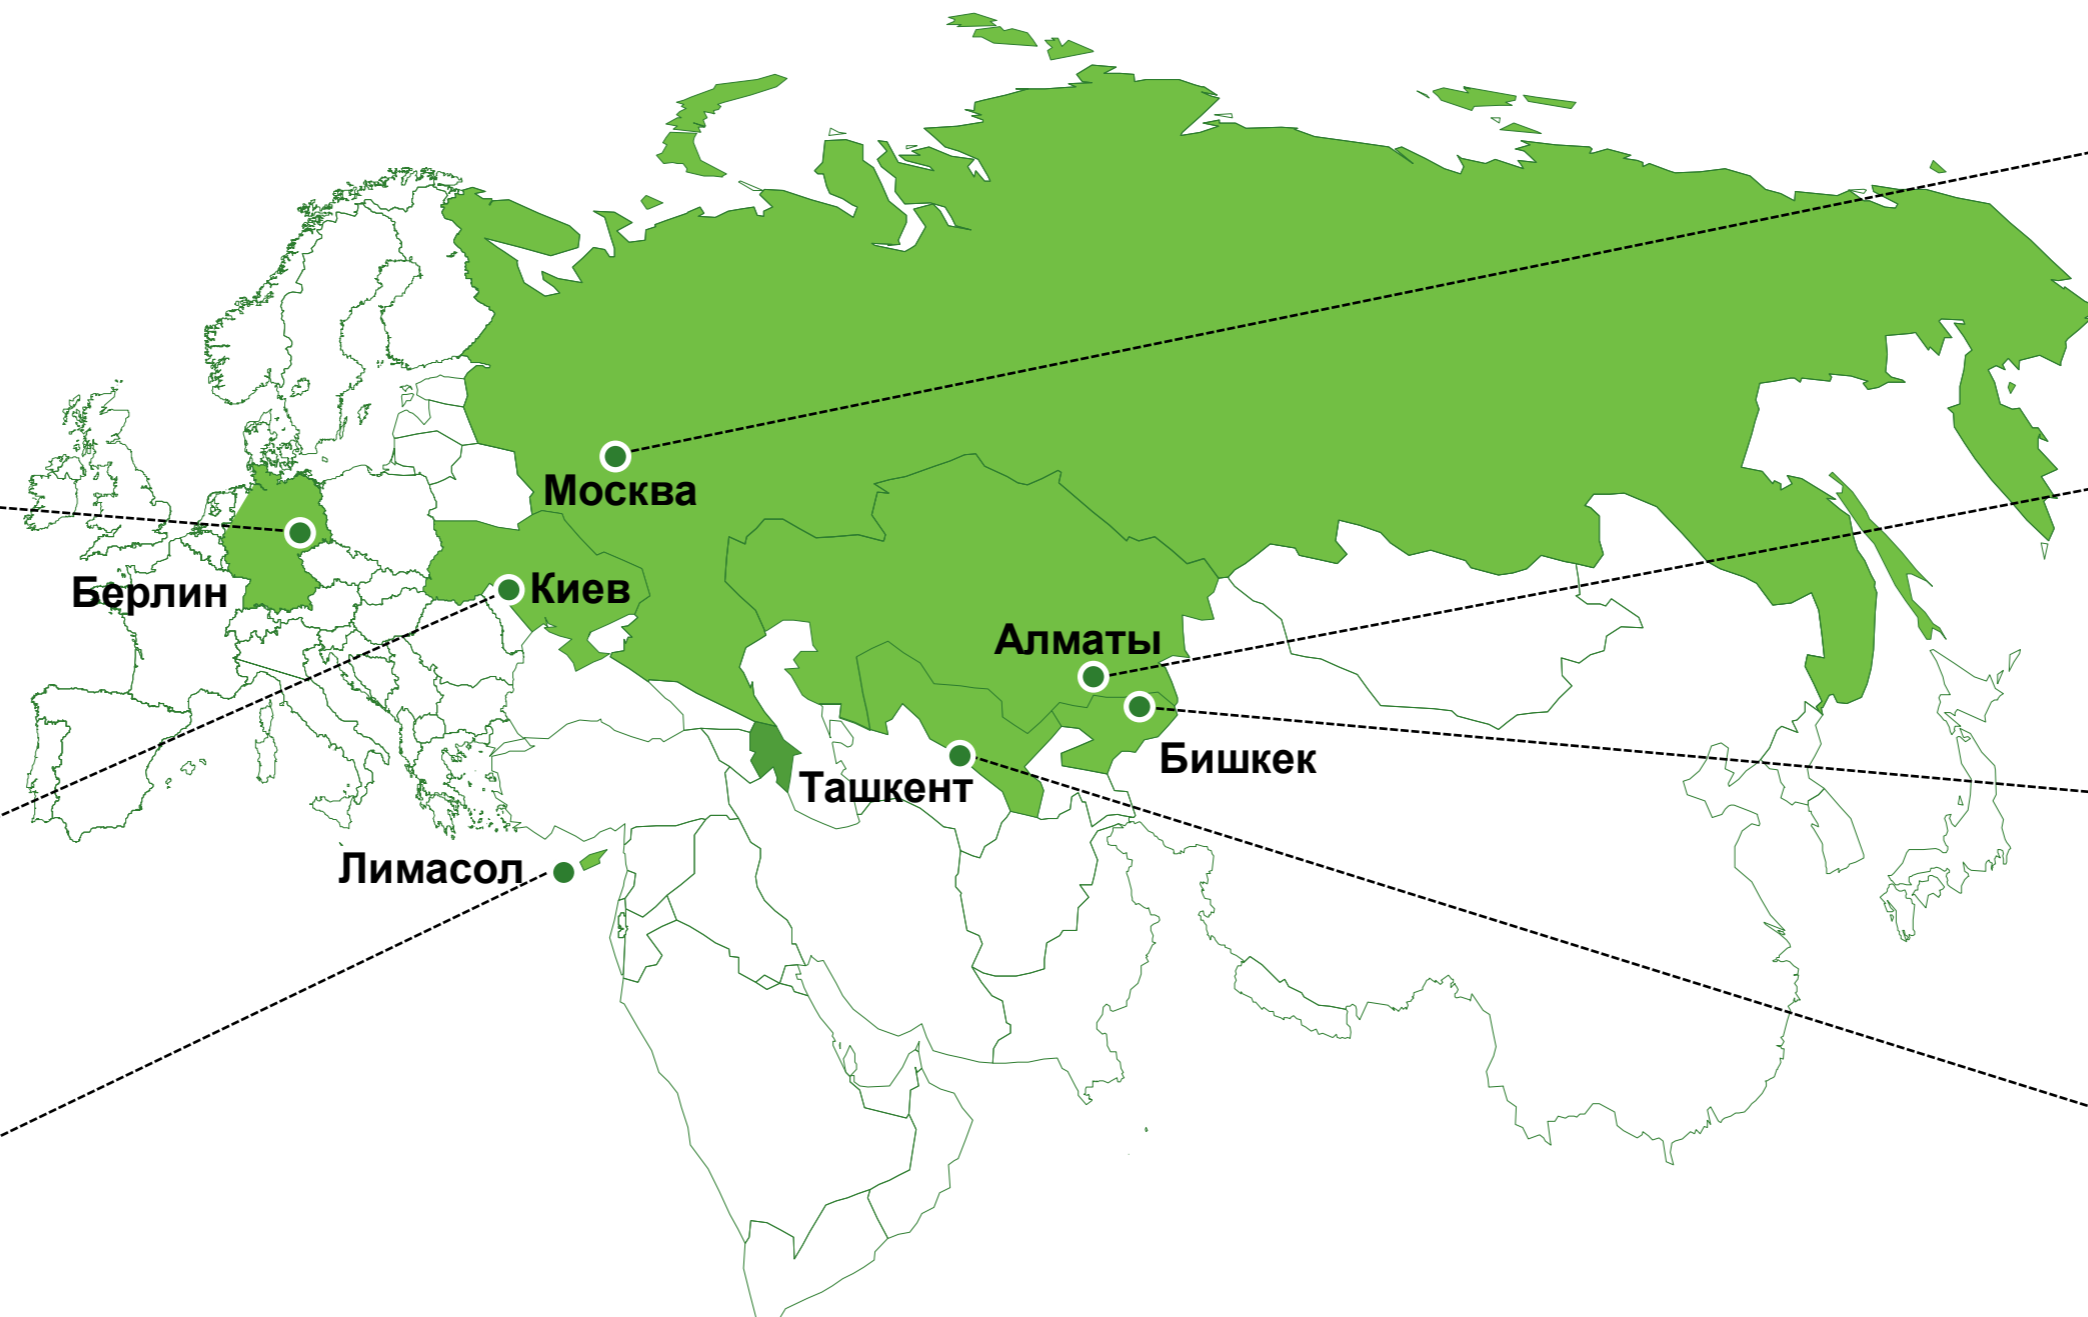 Москва
Берлин
Киев
Алматы
Бишкек
Ташкент
Лимасол